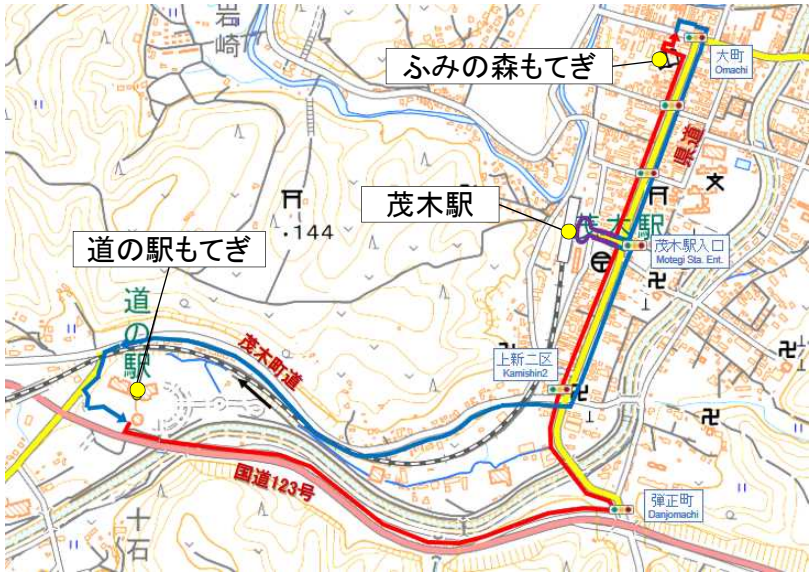 岩崎
ふみの森もてぎ
大町
Omachi
県道
文
茂木駅
茂木駅
・144
茂木駅入口
Motegi Sta. Ent.
道の駅もてぎ
道の駅
茂木町道
上新二区
Kamishin2
国道123号
弾正町
Danjomachi
十石